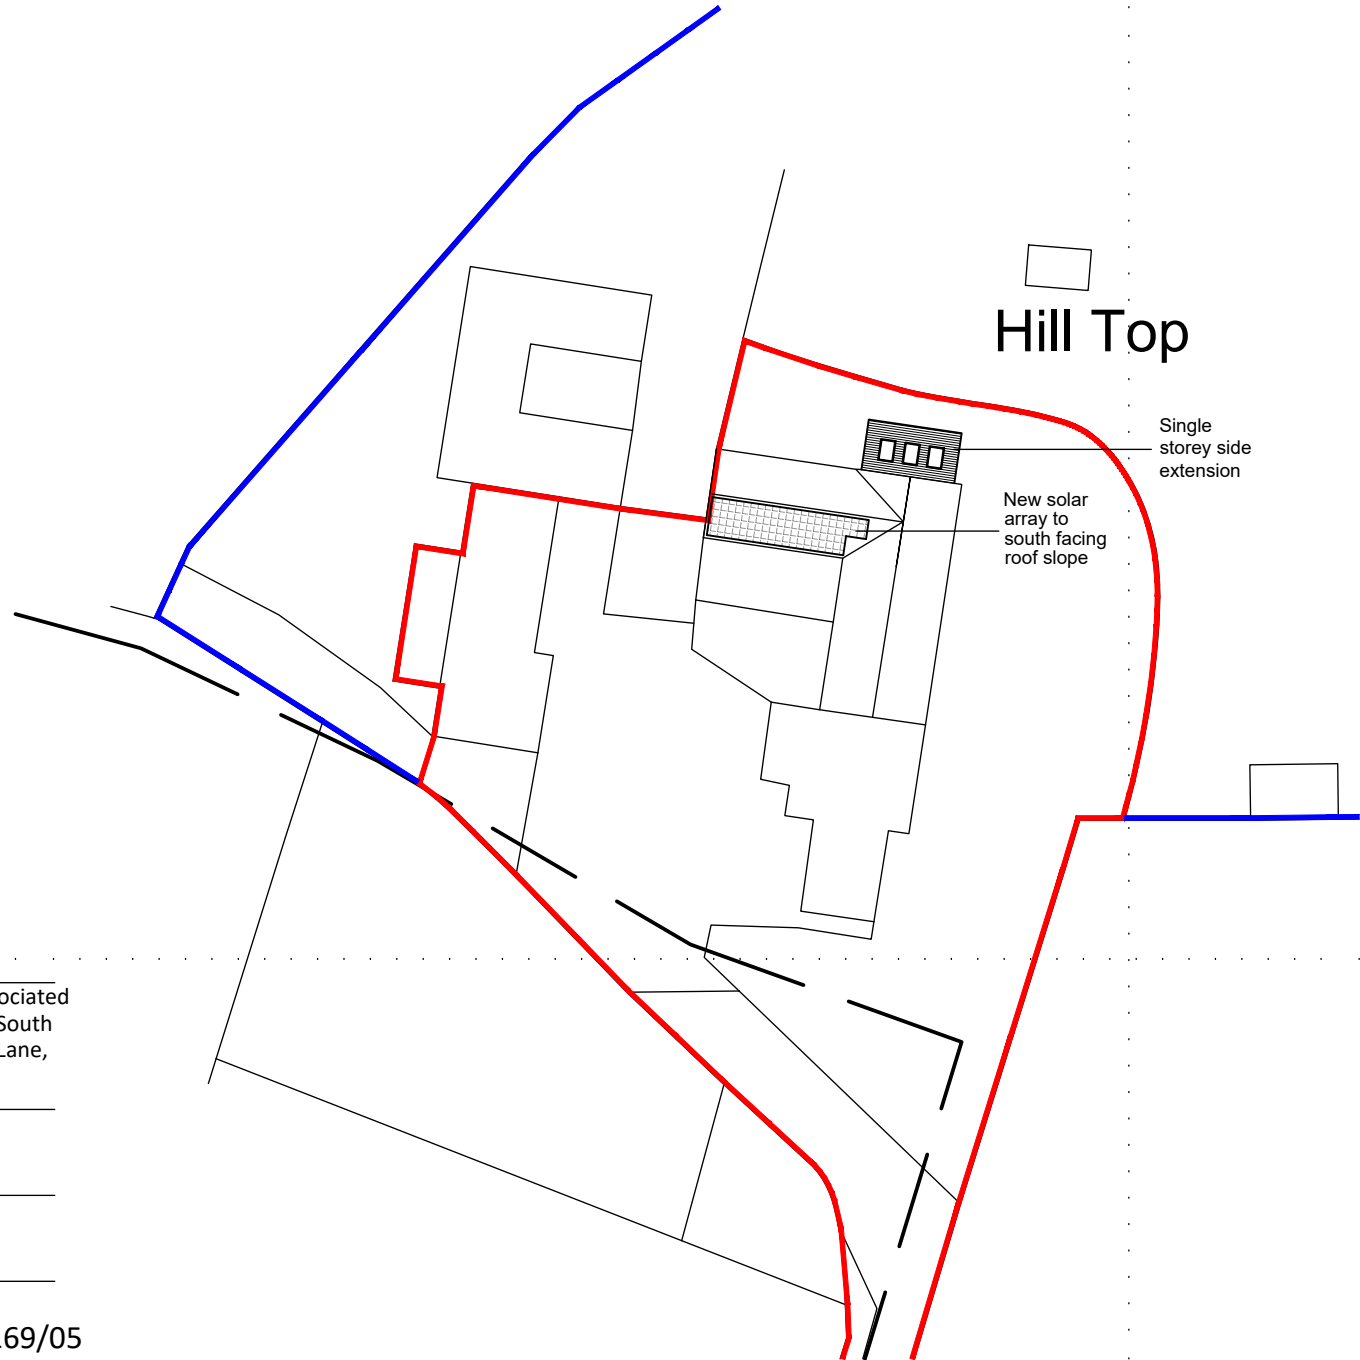 Hill Top
Single
storey side
extension
New solar
array to
south facing
roof slope
ociated
South
Lane,
69/05